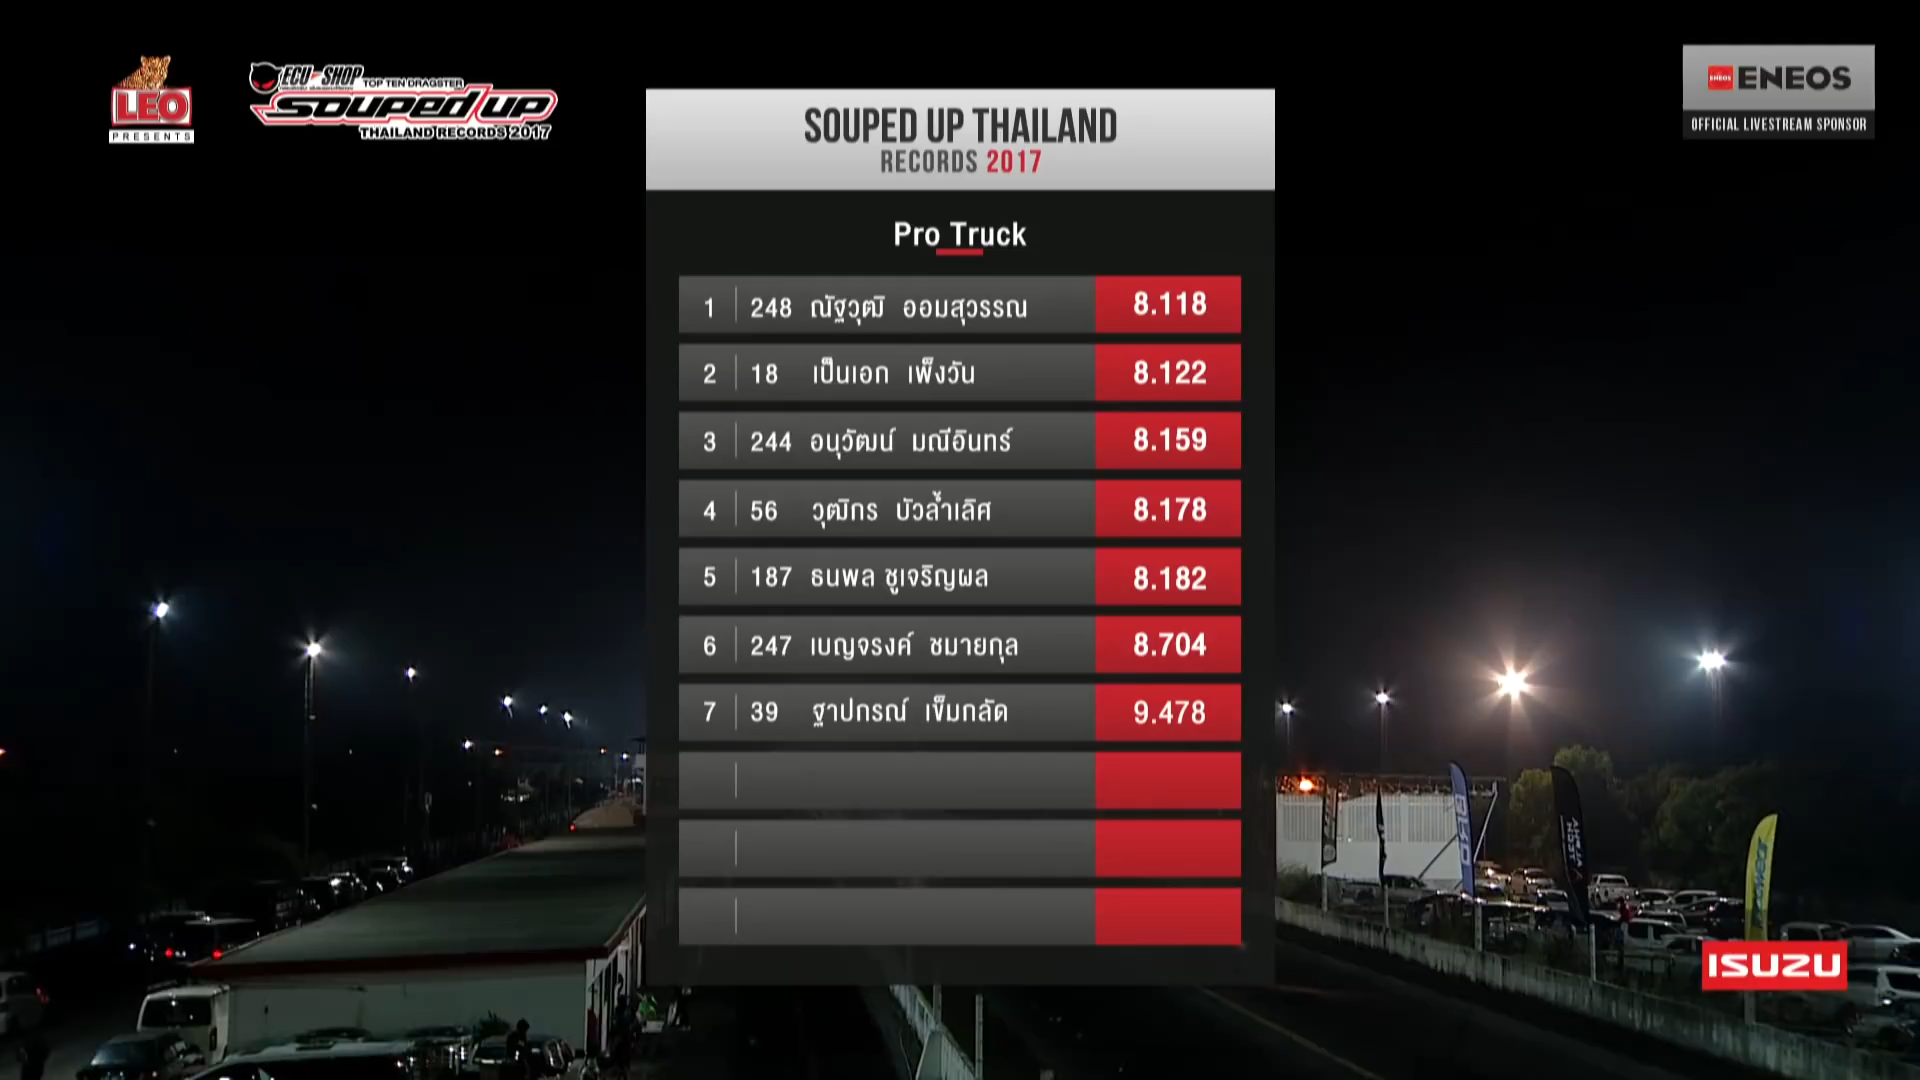 LEO
PRESENTS
ECU-SHOP
TOP TEN DRAGSTER
souped up
THAILAND RECORDS 2017
ENEOS
ENEOS
OFFICIAL LIVESTREAM SPONSOR
SOUPED UP THAILAND
RECORDS 2017
Pro Truck
1 248 ณัฐวุฒิ ออมสุวรรณ 8.118
2 18 เป็นเอก เพ็งวัน 8.122
3 244 อนุวัฒน์ มณีอินทร์ 8.159
4 56 วุฒิกร บัวล้ำเลิศ 8.178
5 187 ธนพล ชูเจริญผล 8.182
6 247 เบญจรงค์ ชมายกุล 8.704
7 39 ฐาปกรณ์ เข็มกลัด 9.478
ISUZU